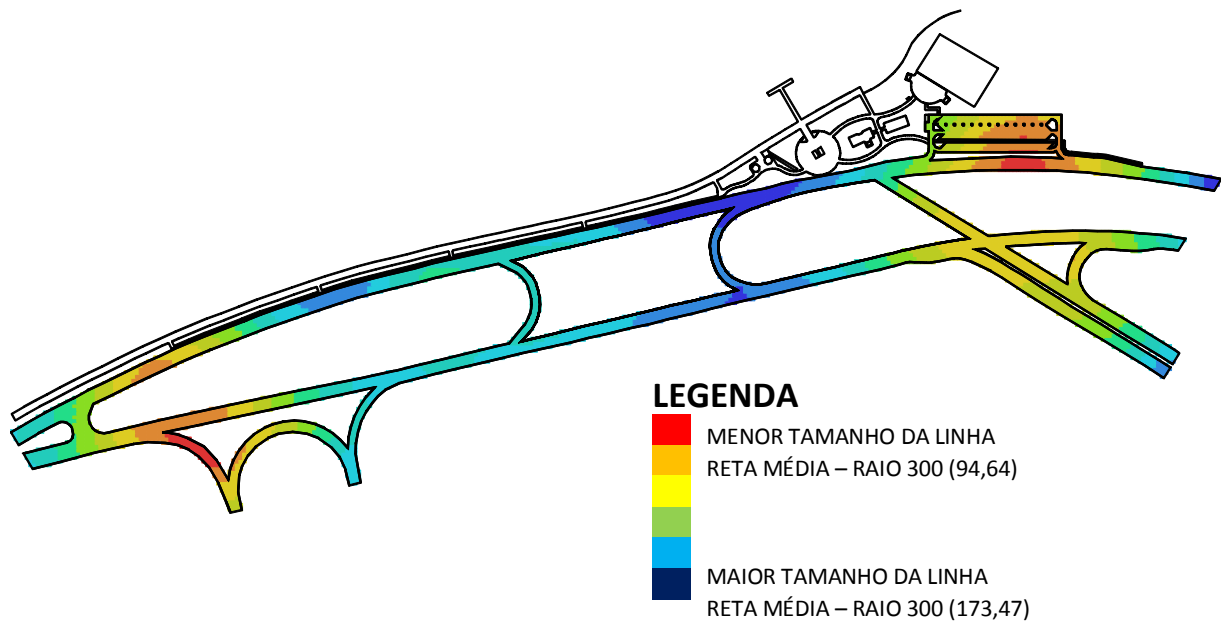 LEGENDA
MENOR TAMANHO DA LINHA
RETA MÉDIA – RAIO 300 (94,64)
MAIOR TAMANHO DA LINHA
RETA MÉDIA – RAIO 300 (173,47)